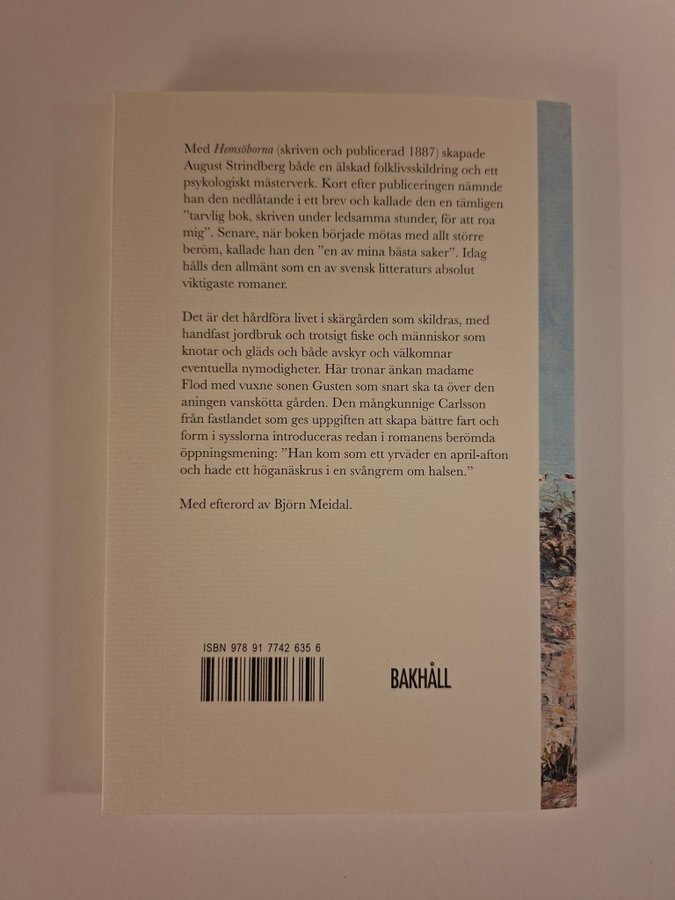 Med Hemsöborna (skriven och publicerad 1887) skapade
August Strindberg både en älskad folklivsskildring och ett
psykologiskt mästerverk. Kort efter publiceringen nämnde
han den nedlåtande i ett brev och kallade den en tämligen
”tarvlig bok, skriven under ledsamma stunder, för att roa
mig”. Senare, när boken började mötas med allt större
beröm, kallade han den ”en av mina bästa saker”. Idag
hålls den allmänt som en av svensk litteraturs absolut
viktigaste romaner.
Det är det hårdföra livet i skärgården som skildras, med
handfast jordbruk och trotsigt fiske och människor som
knotar och gläds och både avskyr och välkomnar
eventuella nymodigheter. Här tronar änkan madame
Flod med vuxne sonen Gusten som snart ska ta över den
aningen vanskötta gården. Den mångkunnige Carlsson
från fastlandet som ges uppgiften att skapa bättre fart och
form i sysslorna introduceras redan i romanens berömda
öppningsmening: ”Han kom som ett yrväder en april-afton
och hade ett höganäskrus i en svångrem om halsen.”
Med efterord av Björn Meidal.
ISBN 978 91 7742 635 6
BAKHÅLL